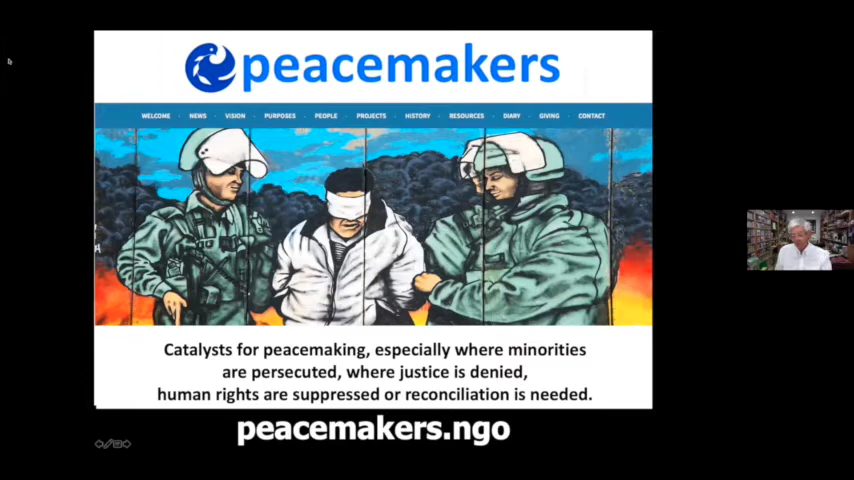 peacemakers
WELCOME · NEWS · VISION · PURPOSES · PEOPLE · PROJECTS · HISTORY · RESOURCES · DIARY · GIVING · CONTACT
Catalysts for peacemaking, especially where minorities
are persecuted, where justice is denied,
human rights are suppressed or reconciliation is needed.
peacemakers.ngo